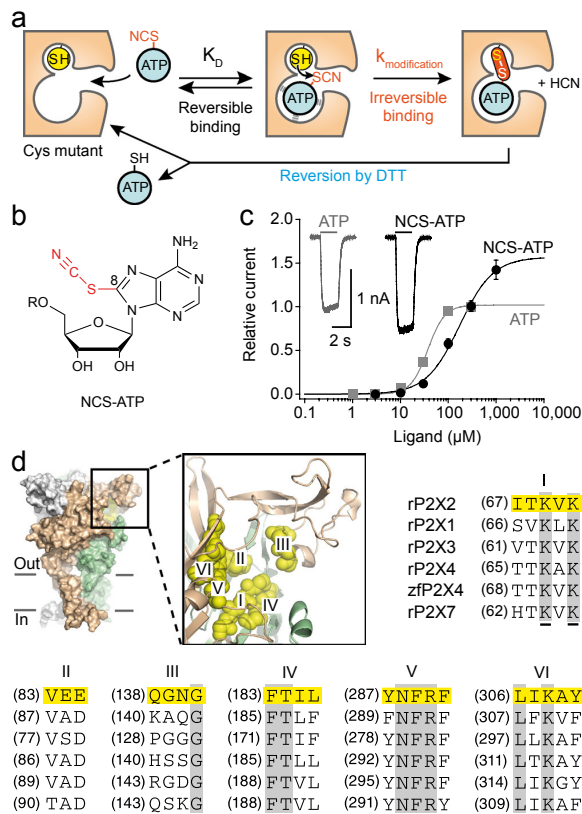 a
NCS
SH
ATP
K_D
Reversible
binding
Cys mutant
SH
SCN
ATP
k_modification
Irreversible
binding
S
S
ATP
+ HCN
SH
ATP
Reversion by DTT
b
N
S
8
NH2
N
N
N
N
RO
O
OH
OH
NCS-ATP
c
Relative current
2.0
1.5
1.0
0.5
0.0
0.1
1
10
100
1000
10,000
Ligand (µM)
ATP
NCS-ATP
1 nA
2 s
NCS-ATP
ATP
d
Out
In
VI
V
II
III
I
IV
I
rP2X2 (67) ITKVK
rP2X1 (66) SVKLK
rP2X3 (61) VTKVK
rP2X4 (65) TTKAK
zfP2X4 (68) TTKVK
rP2X7 (62) HTKVK
II III IV V VI
(83) VEE (138) QGNG (183) FTIL (287) YNFRF (306) LIKAY
(87) VAD (140) KAQG (185) FTLF (289) FNFRF (307) LFKVF
(77) VSD (128) PGGG (171) FTIF (278) YNFRF (297) LLKAF
(86) VAD (140) HSSG (185) FTLL (292) YNFRF (311) LTKAY
(89) VAD (143) RGDG (188) FTVL (295) YNFRF (314) LIKGY
(90) TAD (143) QSKG (188) FTVL (291) YNFRY (309) LIKAF